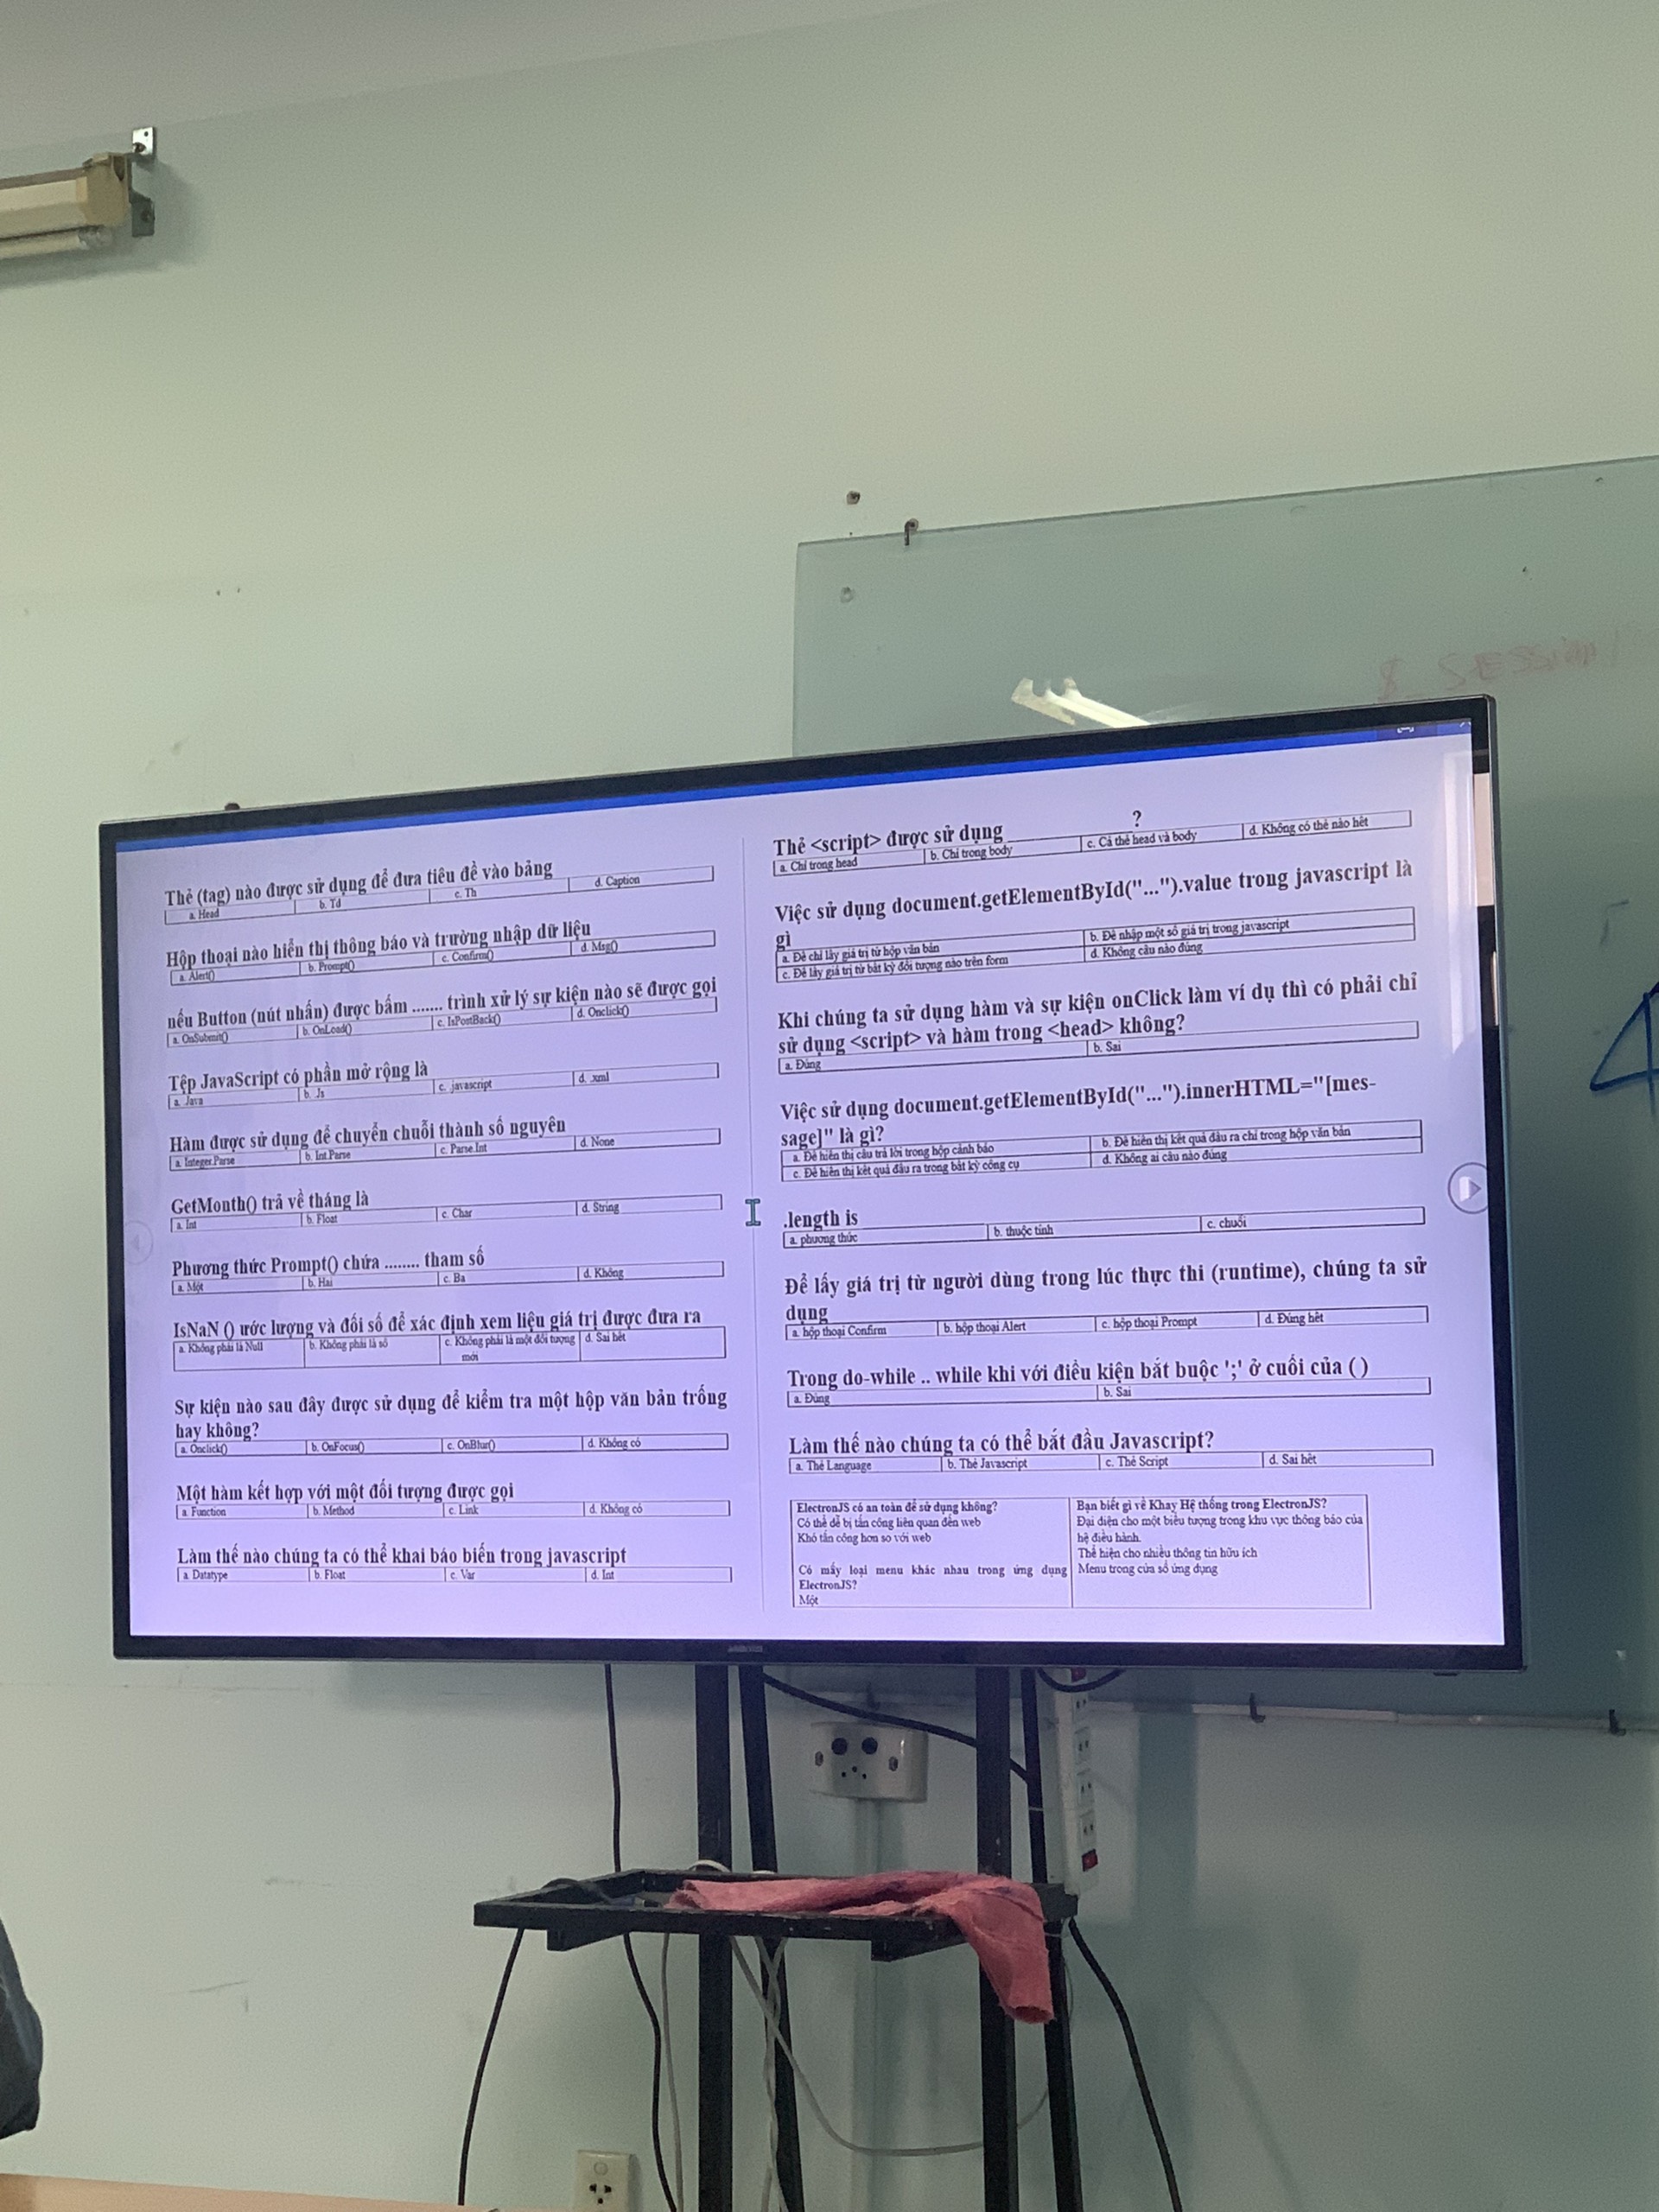 Thẻ (tag) nào được sử dụng để đưa tiêu đề vào bảng
a. Head b. Td c. Th d. Caption
Hộp thoại nào hiển thị thông báo và trường nhập dữ liệu
a. Alert() b. Prompt() c. Confirm() d. Msg()
nếu Button (nút nhấn) được bấm ....... trình xử lý sự kiện nào sẽ được gọi
a. OnSubmit() b. OnLoad() c. IsPostBack() d. Onclick()
Tệp JavaScript có phần mở rộng là
a. Java b. .Js c. .javascript d. .xml
Hàm được sử dụng để chuyển chuỗi thành số nguyên
a. Integer.Parse b. Int.Parse c. Parse.Int d. None
GetMonth() trả về tháng là
a. Int b. Float c. Char d. String
Phương thức Prompt() chứa ........ tham số
a. Một b. Hai c. Ba d. Không
IsNaN () ước lượng và đối số để xác định xem liệu giá trị được đưa ra
a. Không phải là Null b. Không phải là số c. Không phải là một đối tượng d. Sai hết
mới
Sự kiện nào sau đây được sử dụng để kiểm tra một hộp văn bản trống
hay không?
a. Onclick() b. OnFocus() c. OnBlur() d. Không có
Một hàm kết hợp với một đối tượng được gọi
a. Function b. Method c. Link d. Không có
Làm thế nào chúng ta có thể khai báo biến trong javascript
a. Datatype b. Float c. Var d. Int
Thẻ <script> được sử dụng ____________ ?
a. Chỉ trong head b. Chỉ trong body c. Cả thẻ head và body d. Không có thẻ nào hết
Việc sử dụng document.getElementById("...").value trong javascript là
gì
a. Để chỉ lấy giá trị từ hộp văn bản b. Để nhập một số giá trị trong javascript
c. Để lấy giá trị từ bất kỳ đối tượng nào trên form d. Không câu nào đúng
Khi chúng ta sử dụng hàm và sự kiện onClick làm ví dụ thì có phải chỉ
sử dụng <script> và hàm trong <head> không?
a. Đúng b. Sai
Việc sử dụng document.getElementById("...").innerHTML="[mes-
sage]" là gì?
a. Để hiển thị câu trả lời trong hộp cảnh báo b. Để hiển thị kết quả đầu ra chỉ trong hộp văn bản
c. Để hiển thị kết quả đầu ra trong bất kỳ công cụ d. Không ai câu nào đúng
.length is
a. phương thức b. thuộc tính c. chuỗi
Để lấy giá trị từ người dùng trong lúc thực thi (runtime), chúng ta sử
dụng
a. hộp thoại Confirm b. hộp thoại Alert c. hộp thoại Prompt d. Đúng hết
Trong do-while .. while khi với điều kiện bắt buộc ';' ở cuối của ( )
a. Đúng b. Sai
Làm thế nào chúng ta có thể bắt đầu Javascript?
a. Thẻ Language b. Thẻ Javascript c. Thẻ Script d. Sai hết
ElectronJS có an toàn để sử dụng không?
Có thể dễ bị tấn công liên quan đến web
Khó tấn công hơn so với web
Có mấy loại menu khác nhau trong ứng dụng
ElectronJS?
Một
Bạn biết gì về Khay Hệ thống trong ElectronJS?
Đại diện cho một biểu tượng trong khu vực thông báo của
hệ điều hành.
Thể hiện cho nhiều thông tin hữu ích
Menu trong cửa sổ ứng dụng